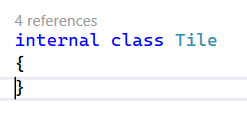 4 references
internal class Tile
{
}